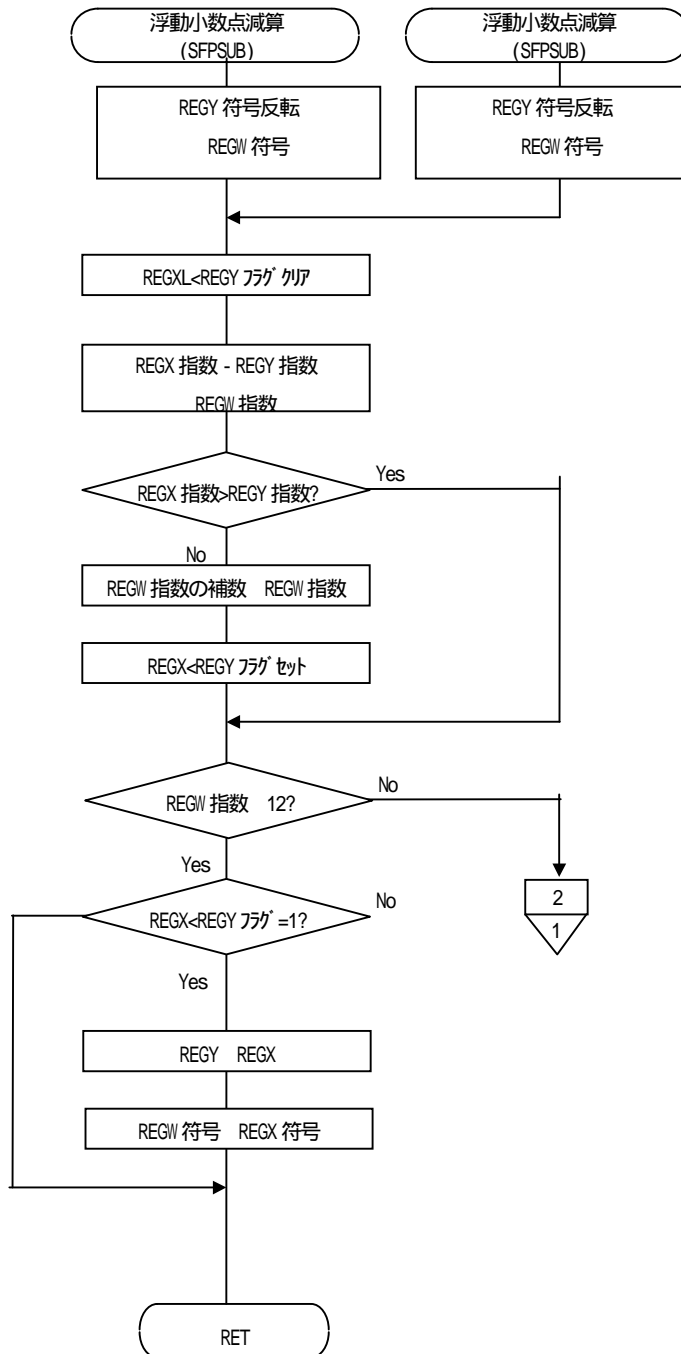 浮動小数点減算
(SFPSUB)
浮動小数点減算
(SFPSUB)
REGY 符号反転
REGW 符号
REGY 符号反転
REGW 符号
REGXL<REGY ﾌﾗｸﾞ ｸﾘｱ
REGX 指数 - REGY 指数
REGW 指数
REGX 指数>REGY 指数?
Yes
No
REGW 指数の補数　REGW 指数
REGX<REGY ﾌﾗｸﾞ ｾｯﾄ
REGW 指数　12?
No
Yes
REGX<REGY ﾌﾗｸﾞ =1?
No
2
1
Yes
REGY　REGX
REGW 符号　REGX 符号
RET